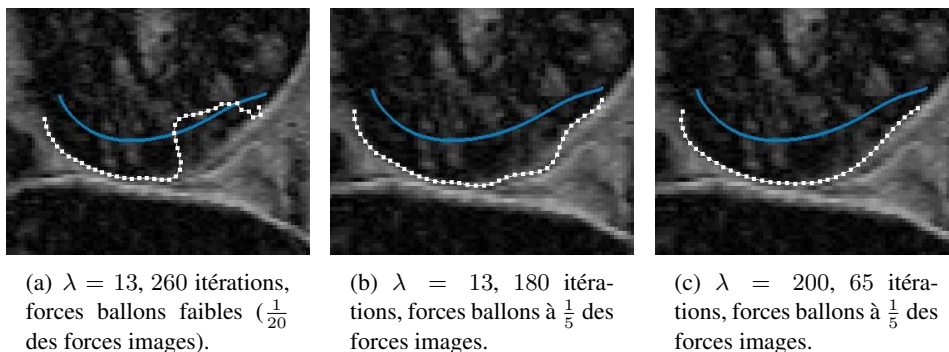 (a) λ = 13, 260 itérations,
forces ballons faibles (1/20
des forces images).
(b) λ = 13, 180 itéra-
tions, forces ballons à 1/5 des
forces images.
(c) λ = 200, 65 itéra-
tions, forces ballons à 1/5 des
forces images.